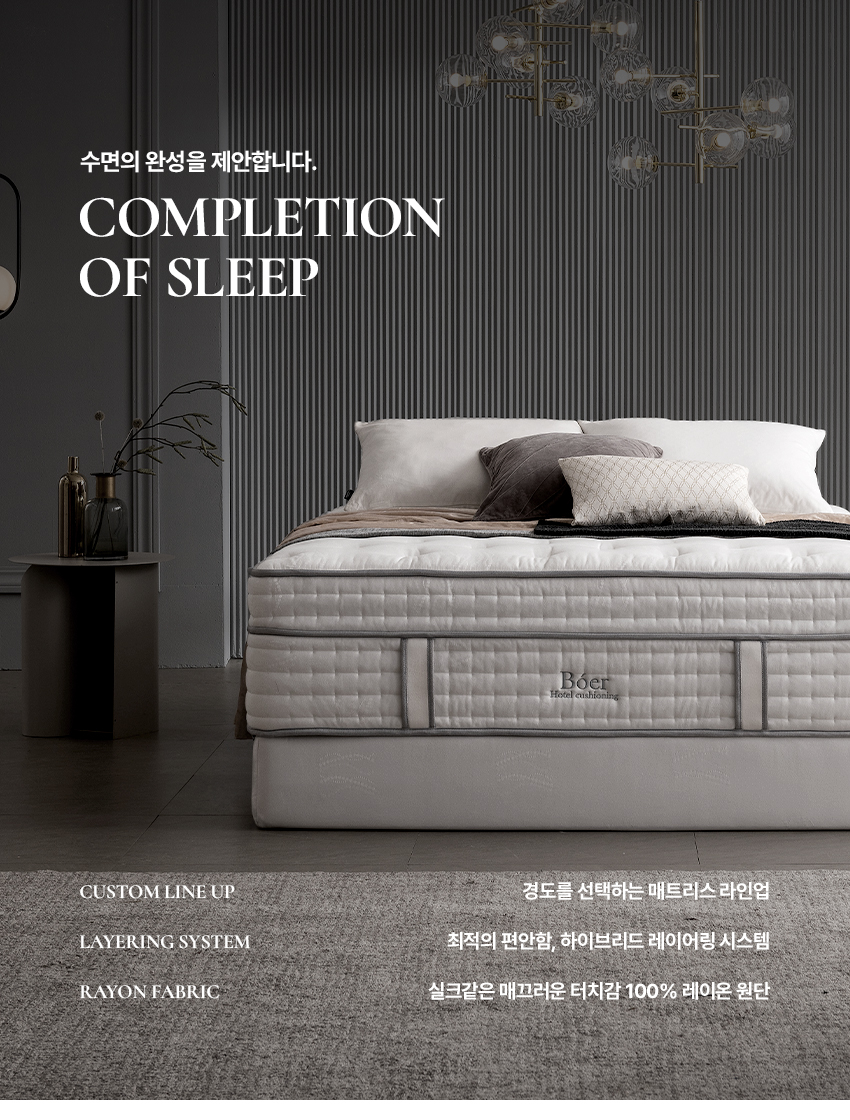 수면의 완성을 제안합니다.
COMPLETION
OF SLEEP
Bóer
Hotel cushioning
CUSTOM LINE UP
경도를 선택하는 매트리스 라인업
LAYERING SYSTEM
최적의 편안함, 하이브리드 레이어링 시스템
RAYON FABRIC
실크같은 매끄러운 터치감 100% 레이온 원단